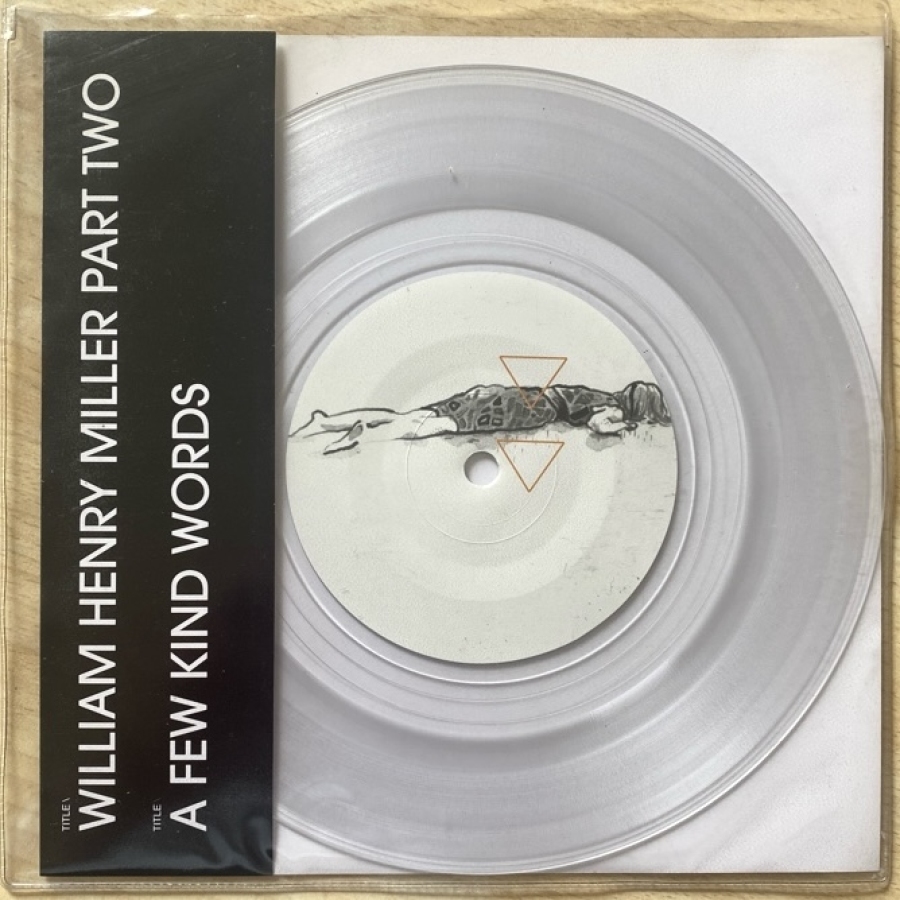 TITLE \
WILLIAM HENRY MILLER PART TWO
TITLE
A FEW KIND WORDS